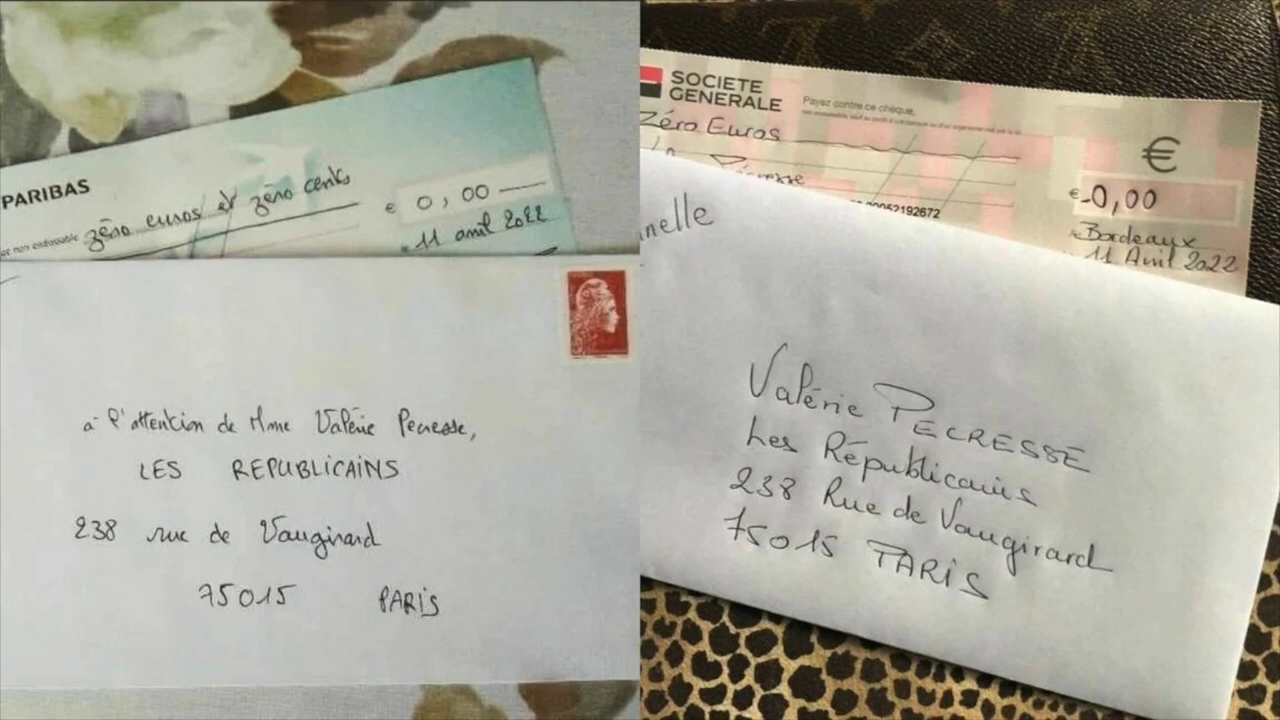 PARIBAS
non endossable zéro euros et zéro cents
€ 0,00
11 avril 2022
à l'attention de Mme Valérie Pecresse,
LES REPUBLICAINS
238 rue de Vaugirard
75015 PARIS
SOCIETE
GENERALE
Payez contre ce chèque,
Zéro Euros
€
€ 0,00
Bordeaux
11 Avril 2022
nelle
Valérie PECRESSE
Les Républicains
238 Rue de Vaugirard
75015 PARIS